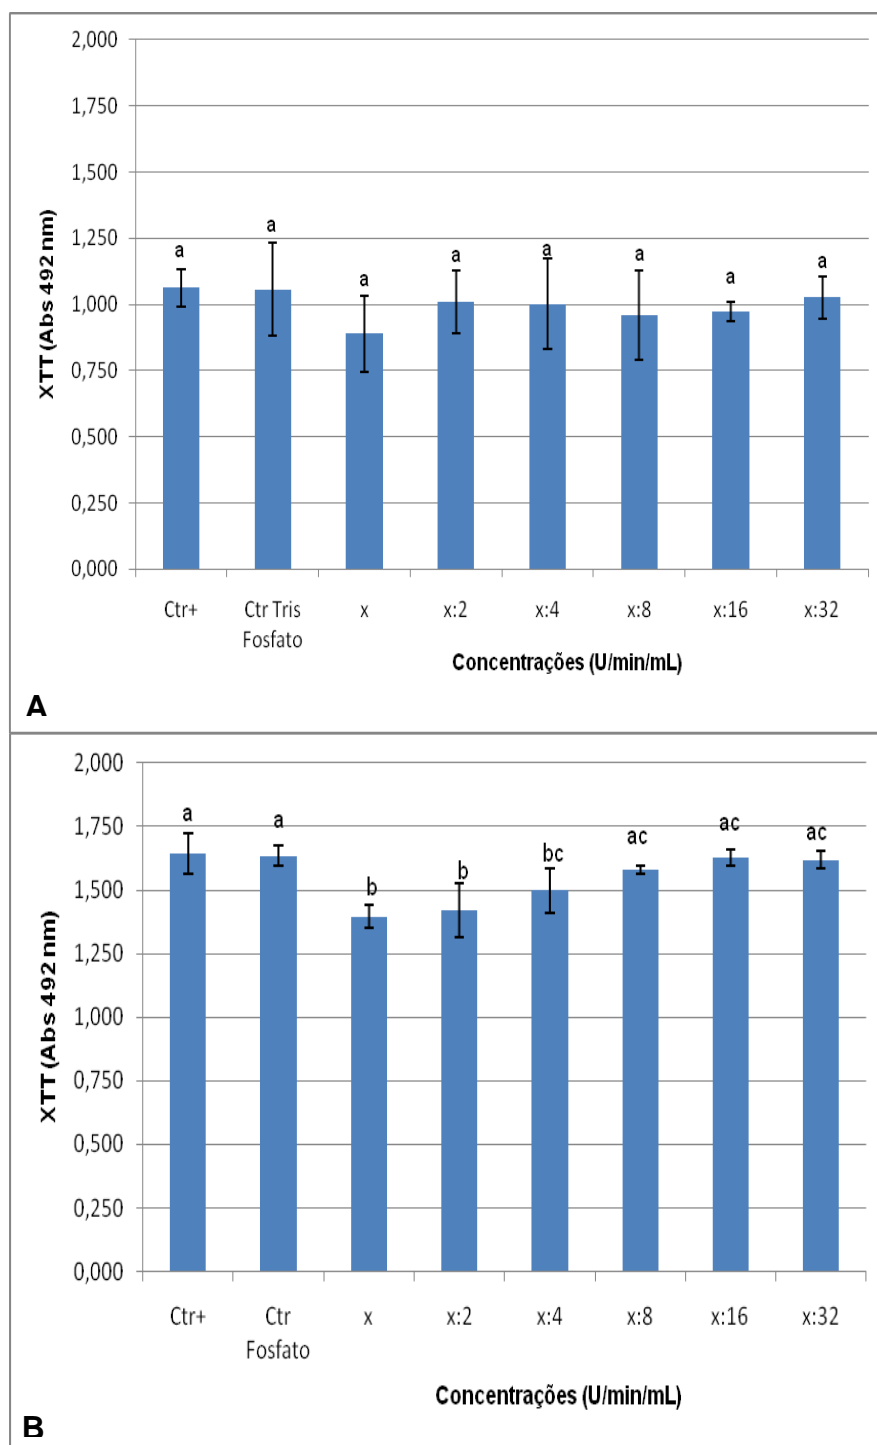 2,000
1,750
1,500
1,250
1,000
0,750
0,500
0,250
0,000
XTT (Abs 492 nm)
a a a a a a a a
Ctr+ Ctr Tris x x:2 x:4 x:8 x:16 x:32
Fosfato
Concentrações (U/min/mL)
A
2,000
1,750
1,500
1,250
1,000
0,750
0,500
0,250
0,000
XTT (Abs 492 nm)
a a b b bc ac ac ac
Ctr+ Ctr x x:2 x:4 x:8 x:16 x:32
Fosfato
Concentrações (U/min/mL)
B